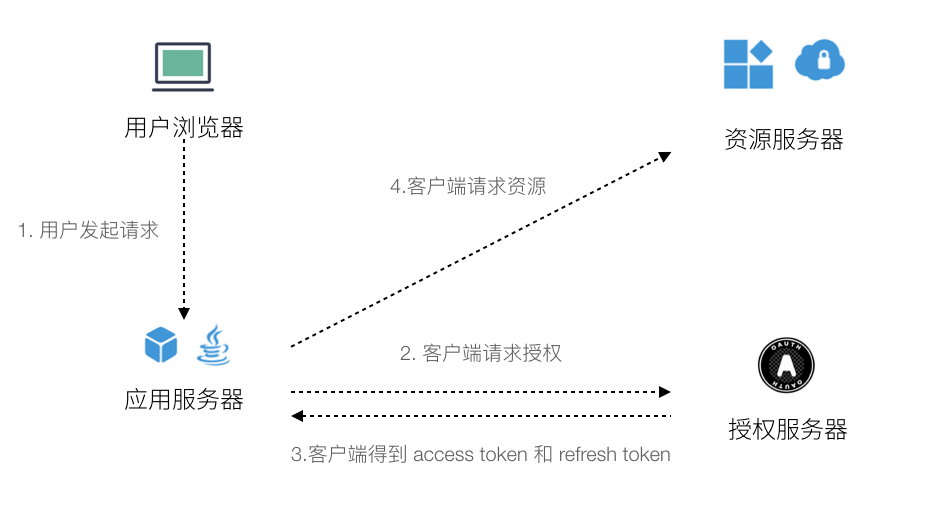 用户浏览器
资源服务器
4.客户端请求资源
1. 用户发起请求
2. 客户端请求授权
OAUTH
A
OAUTH
应用服务器
授权服务器
3.客户端得到 access token 和 refresh token